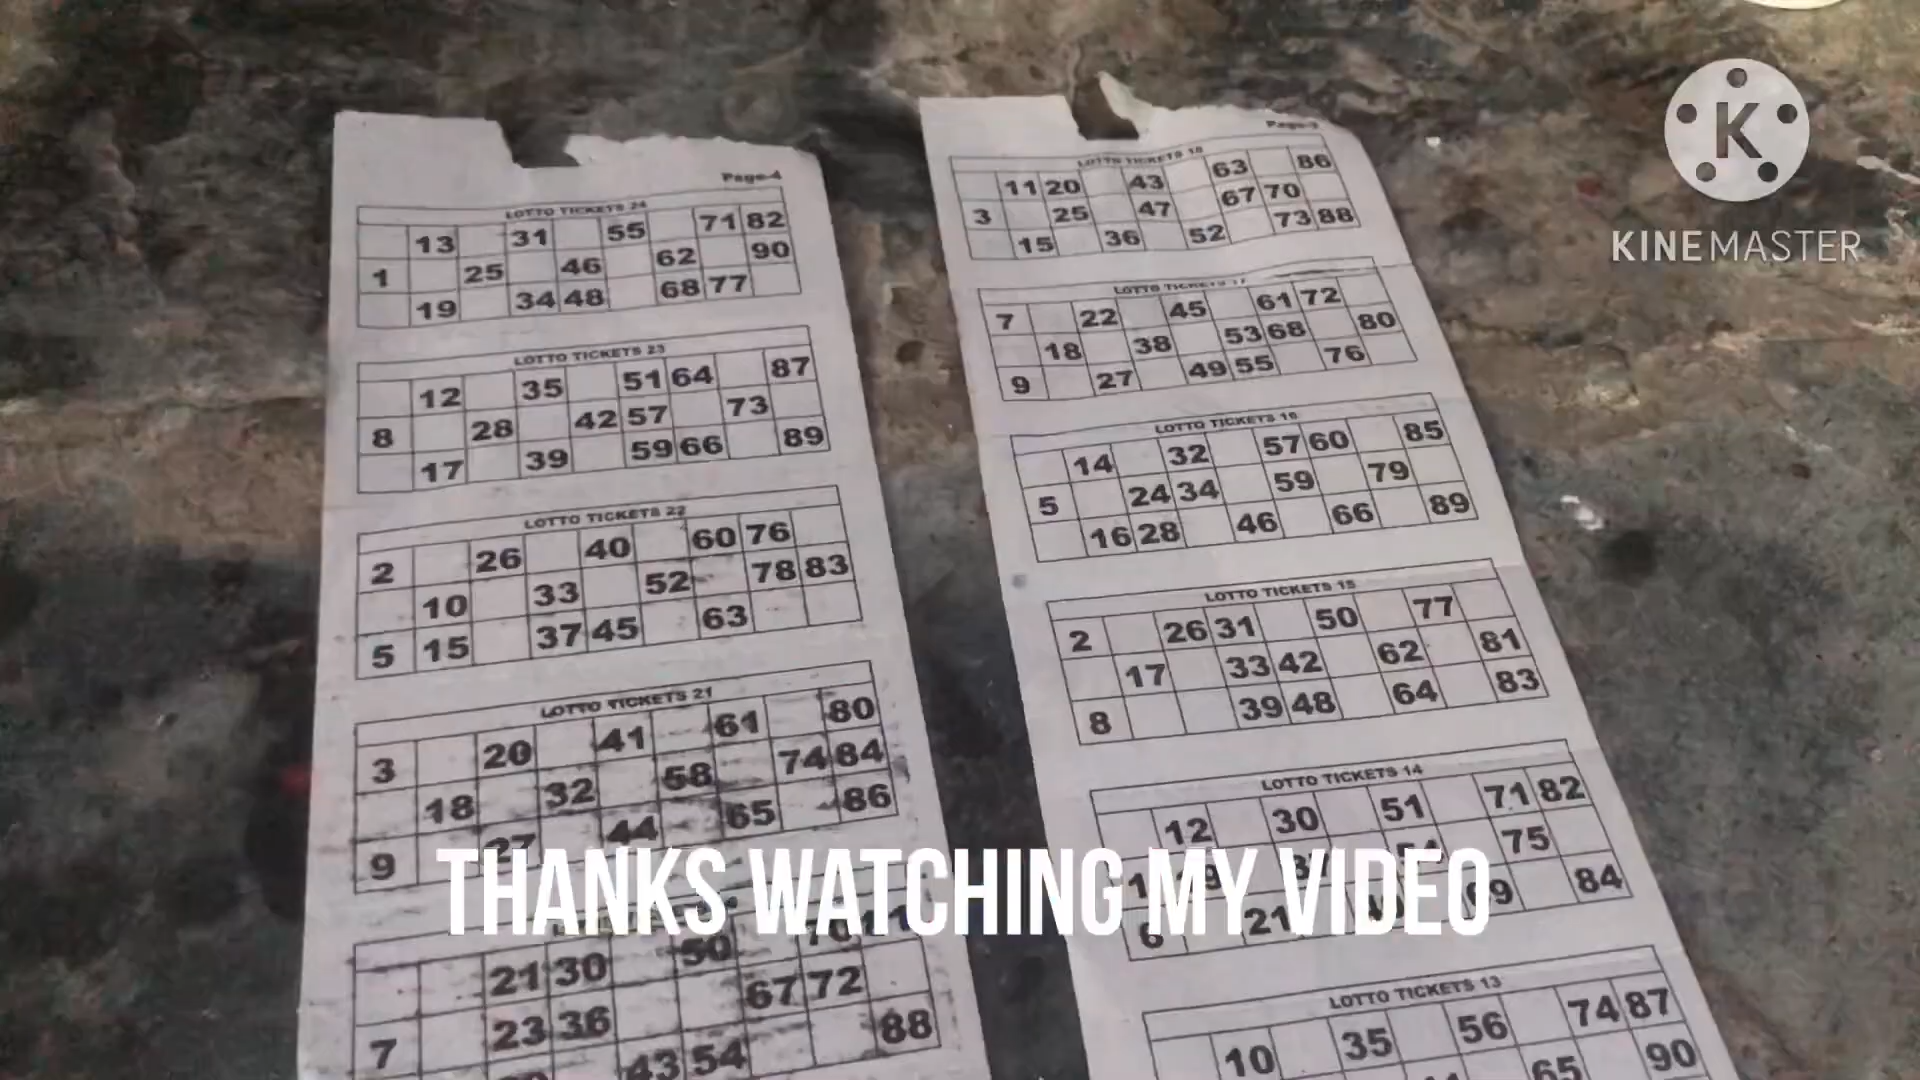 Page-4
LOTTO TICKETS 24
13 31 55 71 82
1 25 46 62 90
19 34 48 68 77
LOTTO TICKETS 23
12 35 51 64 87
8 28 42 57 73
17 39 59 66 89
LOTTO TICKETS 22
2 26 40 60 76
10 33 52 78 83
5 15 37 45 63
LOTTO TICKETS 21
3 20 41 61 80
18 32 58 74 84
9 27 44 65 86
21 30 50
23 36 67 72
7 43 54 88
LOTTO TICKETS 18
11 20 43 63 86
3 25 47 67 70
15 36 52 73 88
LOTTO TICKETS 17
7 22 45 61 72
18 38 53 68 80
9 27 49 55 76
LOTTO TICKETS 16
14 32 57 60 85
5 24 34 59 79
16 28 46 66 89
LOTTO TICKETS 15
2 26 31 50 77
17 33 42 62 81
8 39 48 64 83
LOTTO TICKETS 14
12 30 51 71 82
1 75
6 21 84
LOTTO TICKETS 13
10 35 56 74 87
65 90
K
KINEMASTER
THANKS WATCHING MY VIDEO